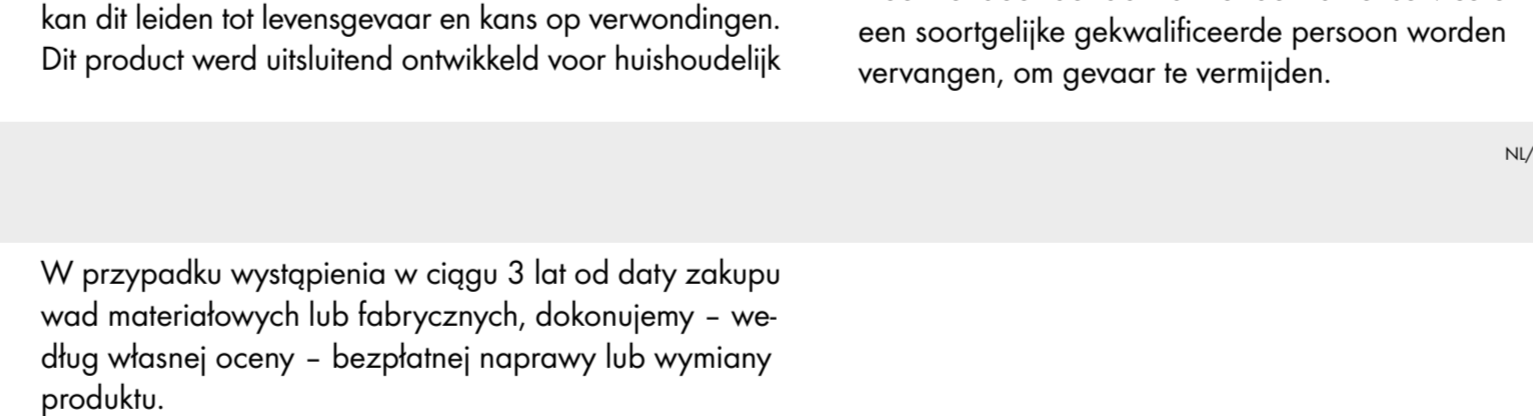 kan dit leiden tot levensgevaar en kans op verwondingen.
Dit product werd uitsluitend ontwikkeld voor huishoudelijk
een soortgelijke gekwalificeerde persoon worden
vervangen, om gevaar te vermijden.
NL/
W przypadku wystąpienia w ciągu 3 lat od daty zakupu
wad materiałowych lub fabrycznych, dokonujemy – we-
dług własnej oceny – bezpłatnej naprawy lub wymiany
produktu.